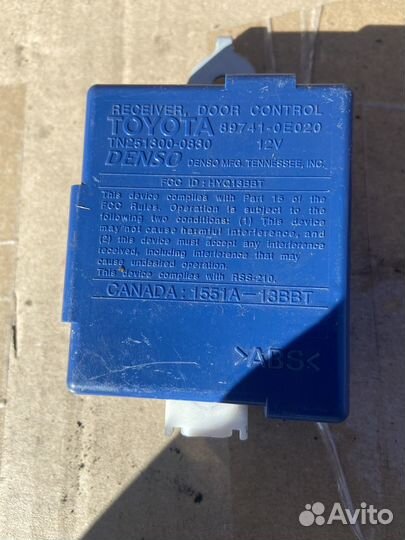 RECEIVER, DOOR CONTROL
TOYOTA 89741-0E020
TN251300-0830 12V
DENSO DENSO MFG. TENNESSEE, INC.
FCC ID : HYQ13BBT
This device complies with Part 15 of the
FCC Rules. Operation is subject to the
following two conditions: (1) This device
may not cause harmful interference, and
(2) this device must accept any interference
received, including interference that may
cause undesired operation.
This device complies with RSS-210.
CANADA : 1551A-13BBT
>ABS<
Avito